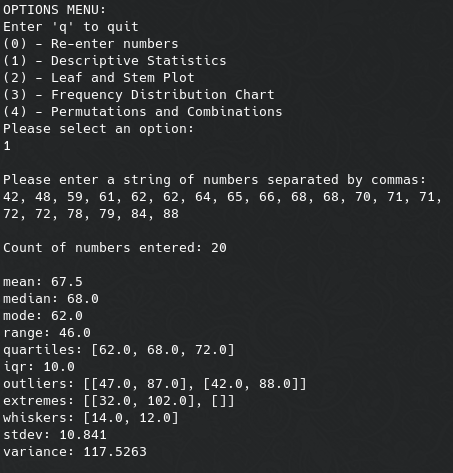 OPTIONS MENU:
Enter 'q' to quit
(0) - Re-enter numbers
(1) - Descriptive Statistics
(2) - Leaf and Stem Plot
(3) - Frequency Distribution Chart
(4) - Permutations and Combinations
Please select an option:
1
Please enter a string of numbers separated by commas:
42, 48, 59, 61, 62, 62, 64, 65, 66, 68, 68, 70, 71, 71,
72, 72, 78, 79, 84, 88
Count of numbers entered: 20
mean: 67.5
median: 68.0
mode: 62.0
range: 46.0
quartiles: [62.0, 68.0, 72.0]
iqr: 10.0
outliers: [[47.0, 87.0], [42.0, 88.0]]
extremes: [[32.0, 102.0], []]
whiskers: [14.0, 12.0]
stdev: 10.841
variance: 117.5263